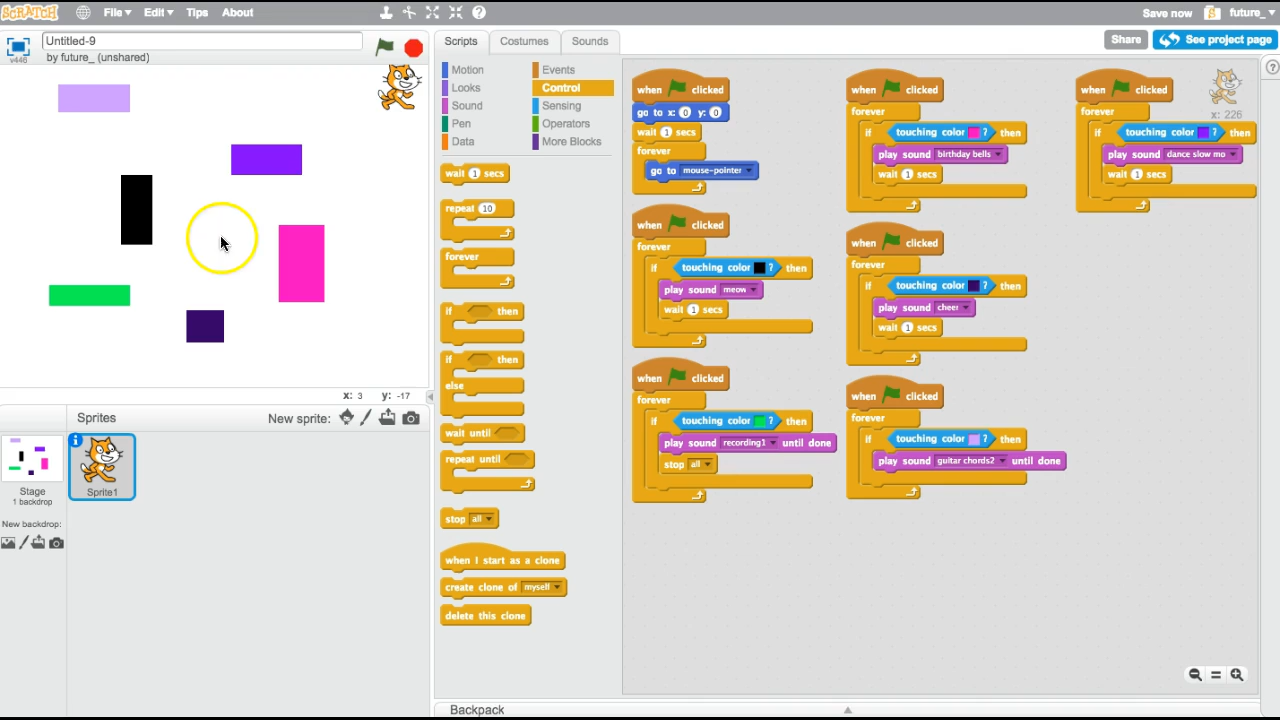 SCRATCH File Edit Tips About Save now future_
Scripts Costumes Sounds Share See project page
v446 Untitled-9
by future_ (unshared)
Motion Events
Looks Control
Sound Sensing
Pen Operators
Data More Blocks
wait 1 secs
repeat 10
forever
if then
if then
else
wait until
repeat until
stop all
when I start as a clone
create clone of myself
delete this clone
when clicked
go to x: 0 y: 0
wait 1 secs
forever
go to mouse-pointer
when clicked
forever
if touching color ? then
play sound meow
wait 1 secs
when clicked
forever
if touching color ? then
play sound recording1 until done
stop all
when clicked
forever
if touching color ? then
play sound birthday bells
wait 1 secs
when clicked
forever
if touching color ? then
play sound cheer
wait 1 secs
when clicked
forever
if touching color ? then
play sound guitar chords2 until done
when clicked
forever
if touching color ? then
play sound dance slow mo
wait 1 secs
x: 226
x: 3 y: -17
Sprites New sprite:
Stage
1 backdrop
New backdrop:
Sprite1
Backpack